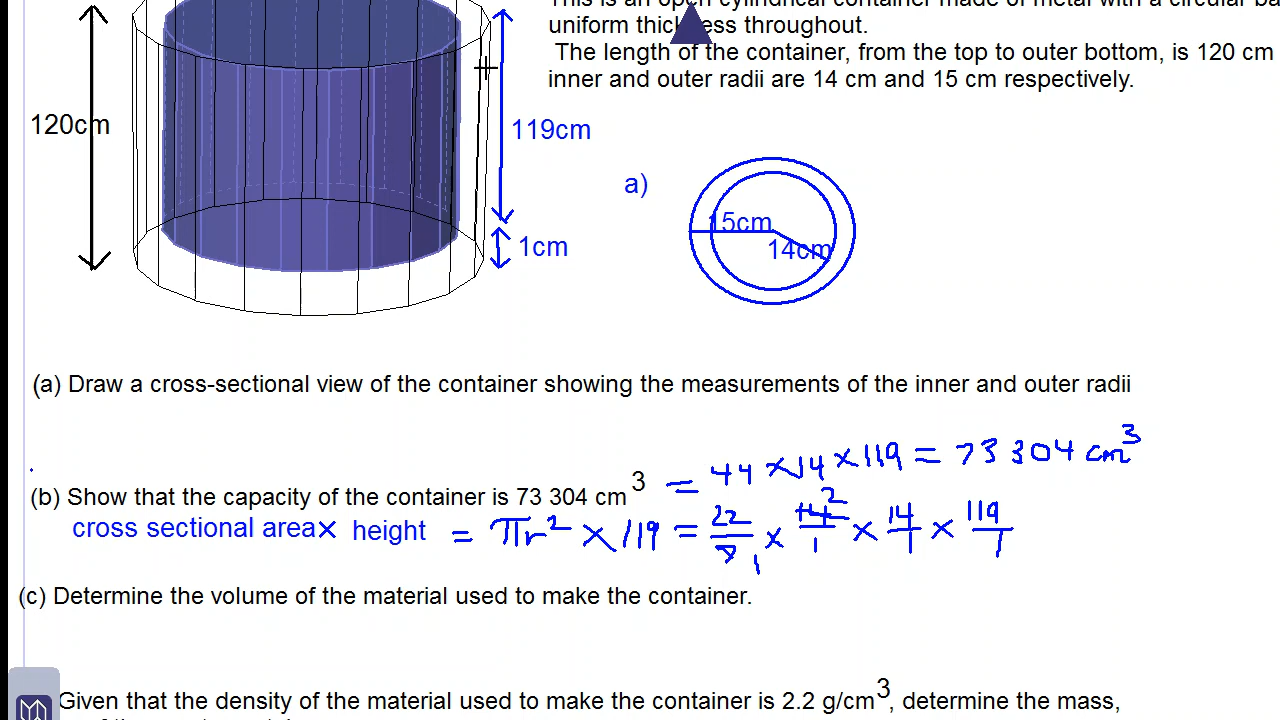 This is an open cylindrical container made of metal with a circular ba
uniform thickness throughout.
The length of the container, from the top to outer bottom, is 120 cm
inner and outer radii are 14 cm and 15 cm respectively.
120cm
119cm
1cm
a)
15cm
14cm
(a) Draw a cross-sectional view of the container showing the measurements of the inner and outer radii
= 44 × 14 × 119 = 73 304 cm³
(b) Show that the capacity of the container is 73 304 cm³
cross sectional area × height = πr² × 119 = 22/7 1 × 14/1 2 × 14/1 × 119/1
(c) Determine the volume of the material used to make the container.
Given that the density of the material used to make the container is 2.2 g/cm³, determine the mass,